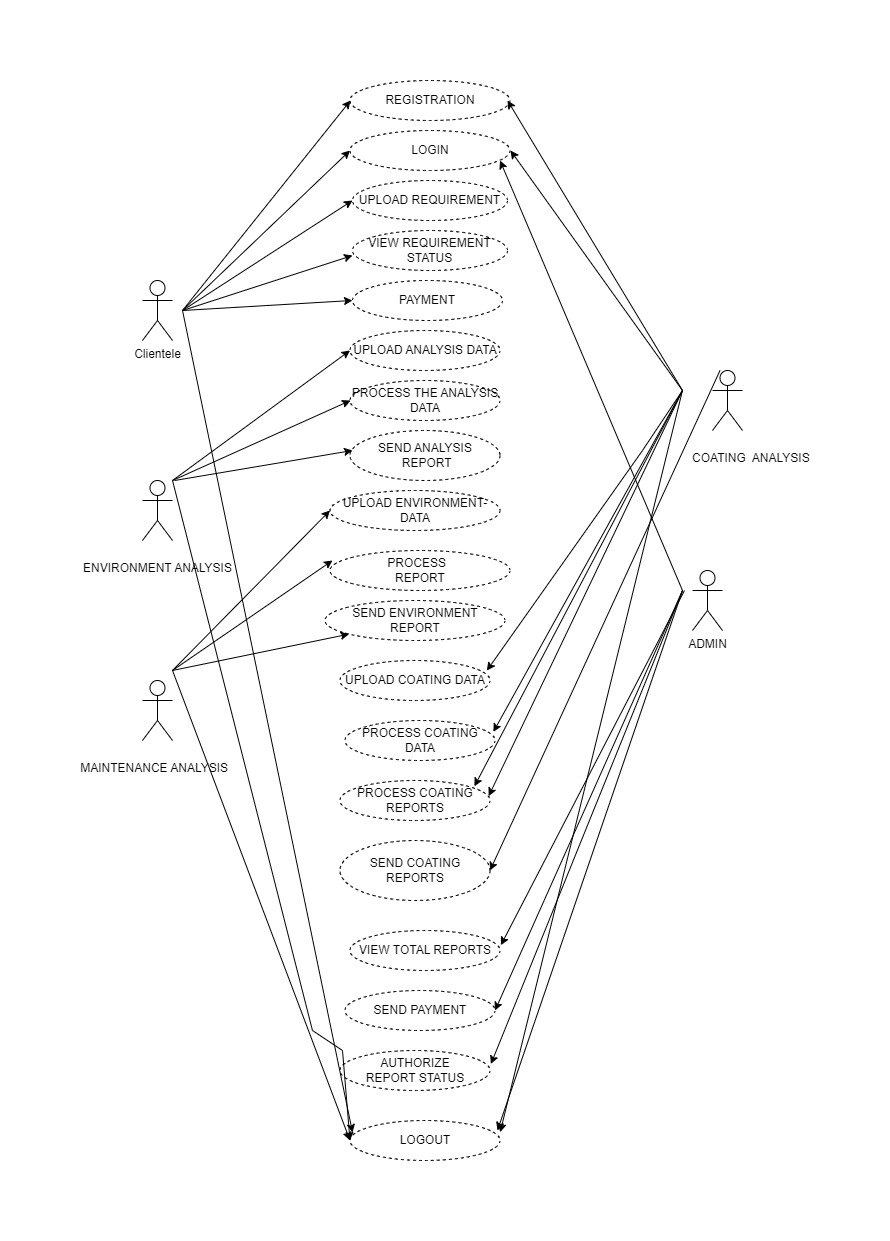 REGISTRATION
LOGIN
UPLOAD REQUIREMENT
VIEW REQUIREMENT
STATUS
PAYMENT
Clientele
UPLOAD ANALYSIS DATA
PROCESS THE ANALYSIS
DATA
SEND ANALYSIS
REPORT
COATING  ANALYSIS
UPLOAD ENVIRONMENT-
DATA
ENVIRONMENT ANALYSIS
PROCESS
REPORT
SEND ENVIRONMENT
REPORT
ADMIN
UPLOAD COATING DATA
PROCESS COATING
DATA
MAINTENANCE ANALYSIS
PROCESS COATING
REPORTS
SEND COATING
REPORTS
VIEW TOTAL REPORTS
SEND PAYMENT
AUTHORIZE
REPORT STATUS
LOGOUT